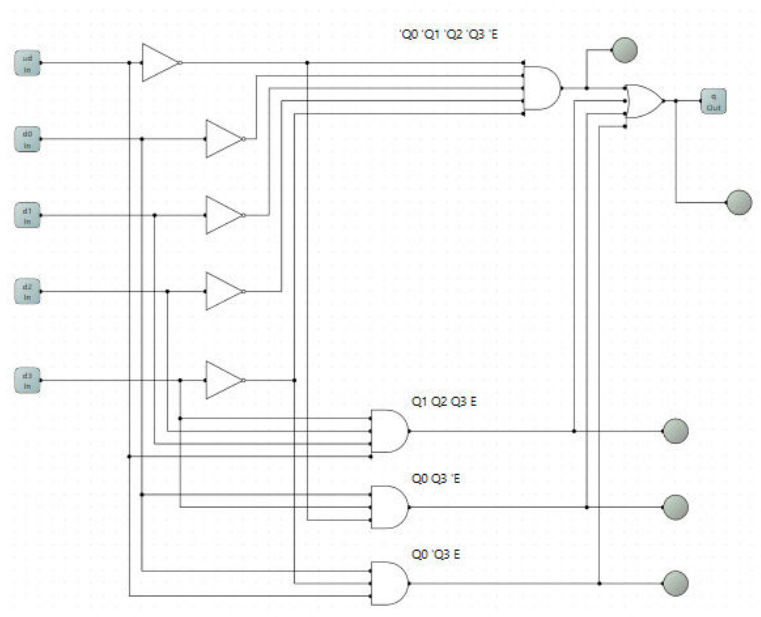 'Q0 'Q1 'Q2 'Q3 'E
ud
In
q
Out
d0
In
d1
In
d2
In
d3
In
Q1 Q2 Q3 E
Q0 Q3 'E
Q0 'Q3 E